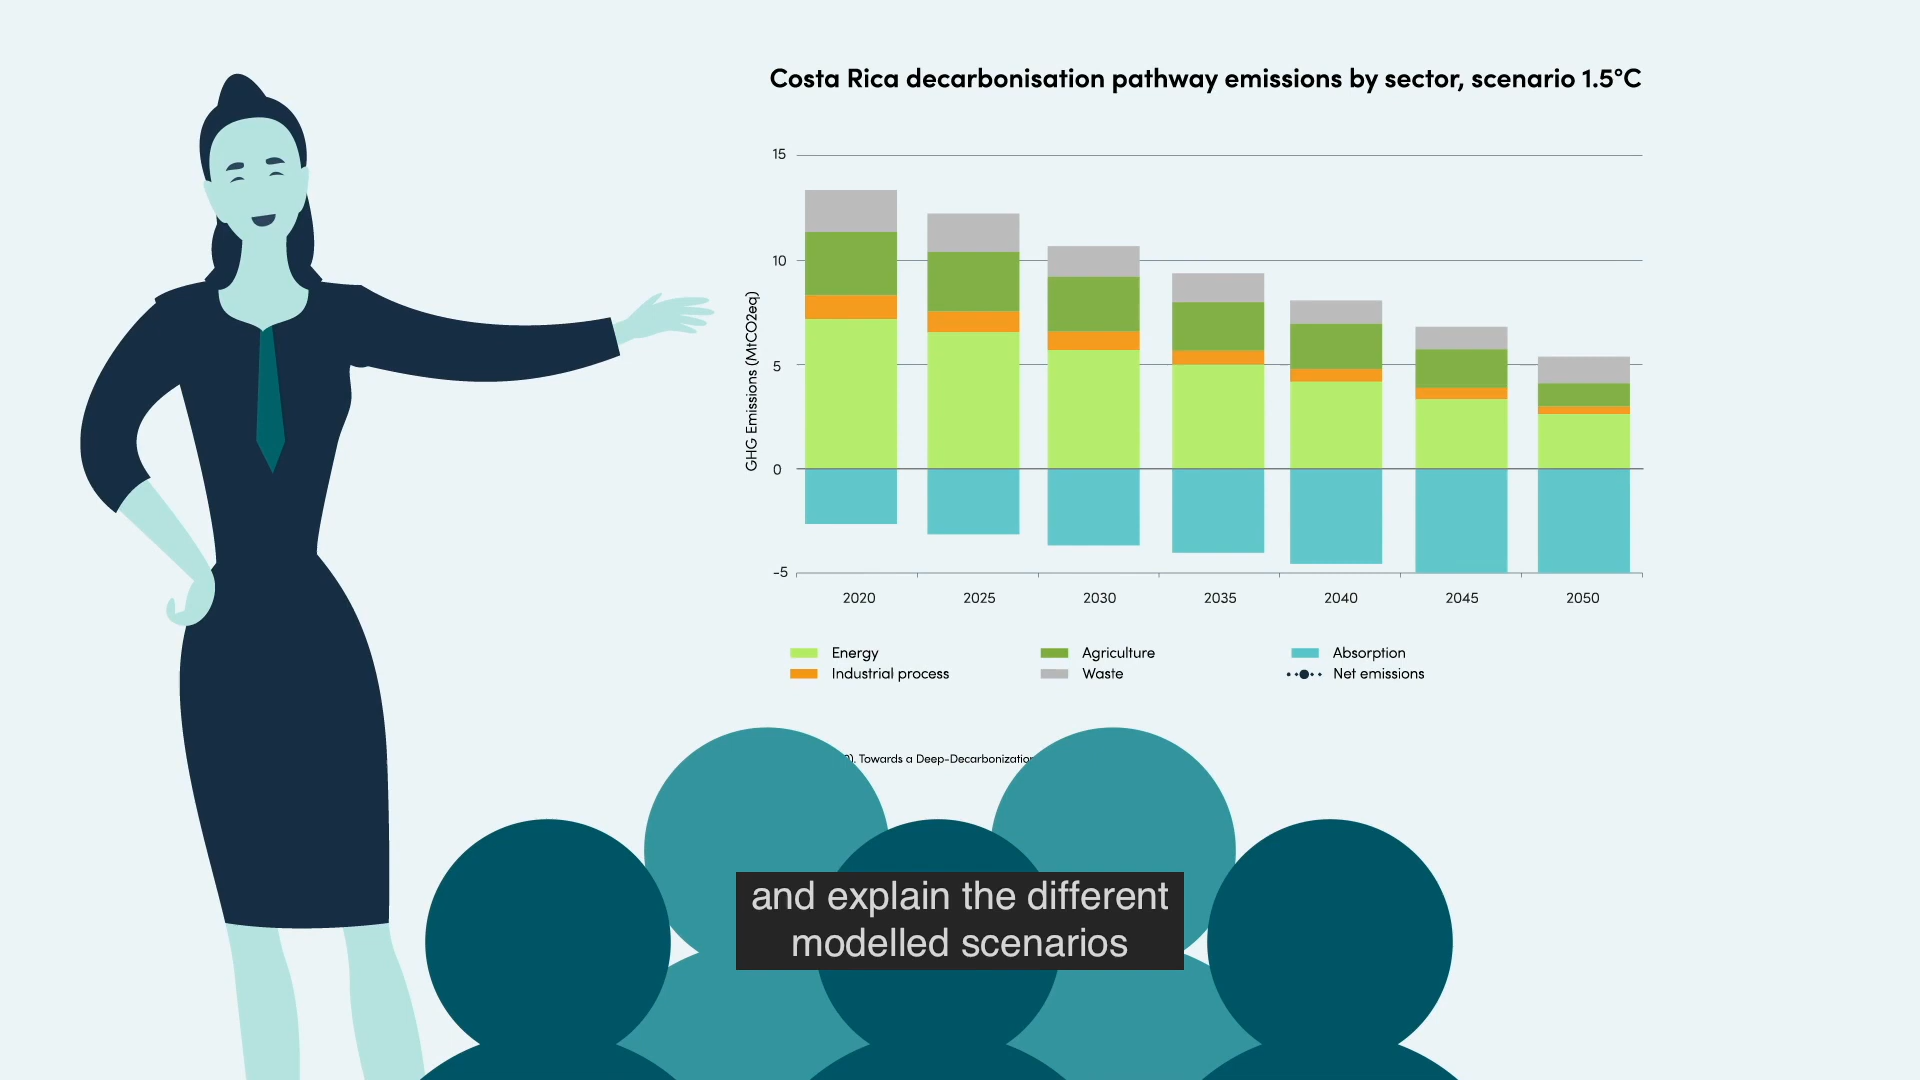 Costa Rica decarbonisation pathway emissions by sector, scenario 1.5°C
15
10
5
0
-5
GHG Emissions (MtCO2eq)
2020 2025 2030 2035 2040 2045 2050
Energy Agriculture Absorption
Industrial process Waste Net emissions
0). Towards a Deep-Decarbonization
and explain the different
modelled scenarios